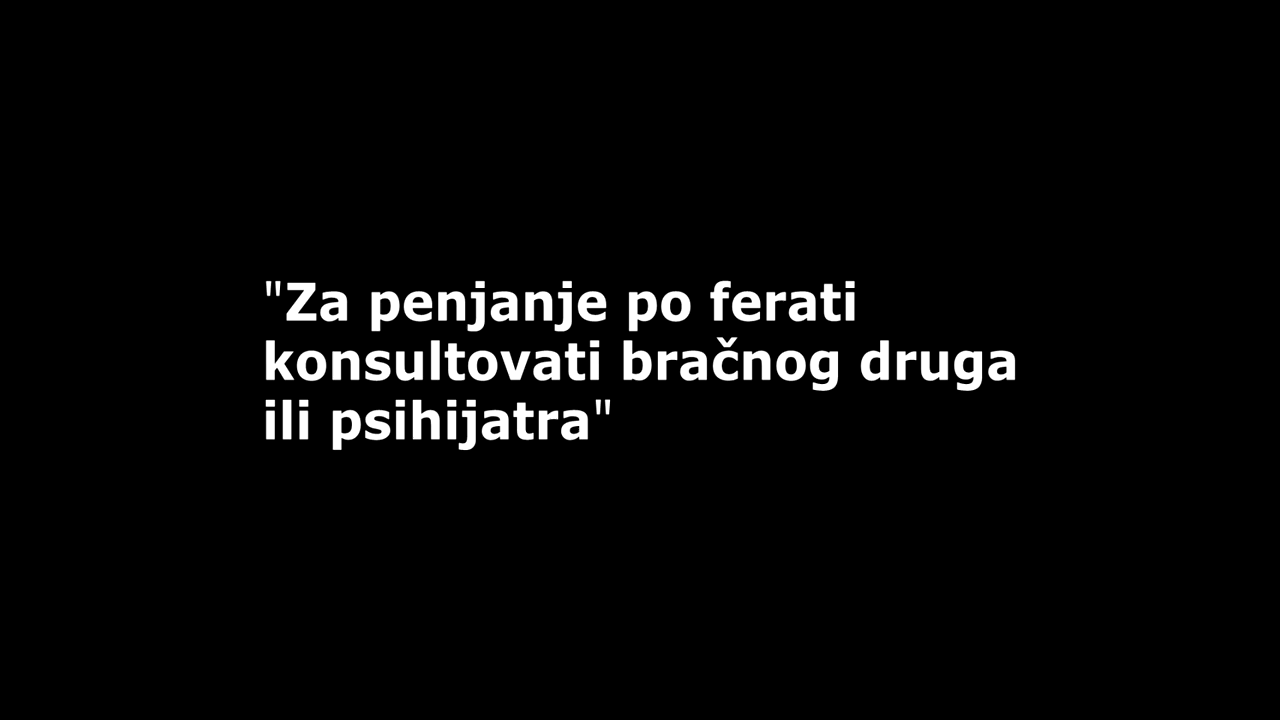 "Za penjanje po ferati
konsultovati bračnog druga
ili psihijatra"